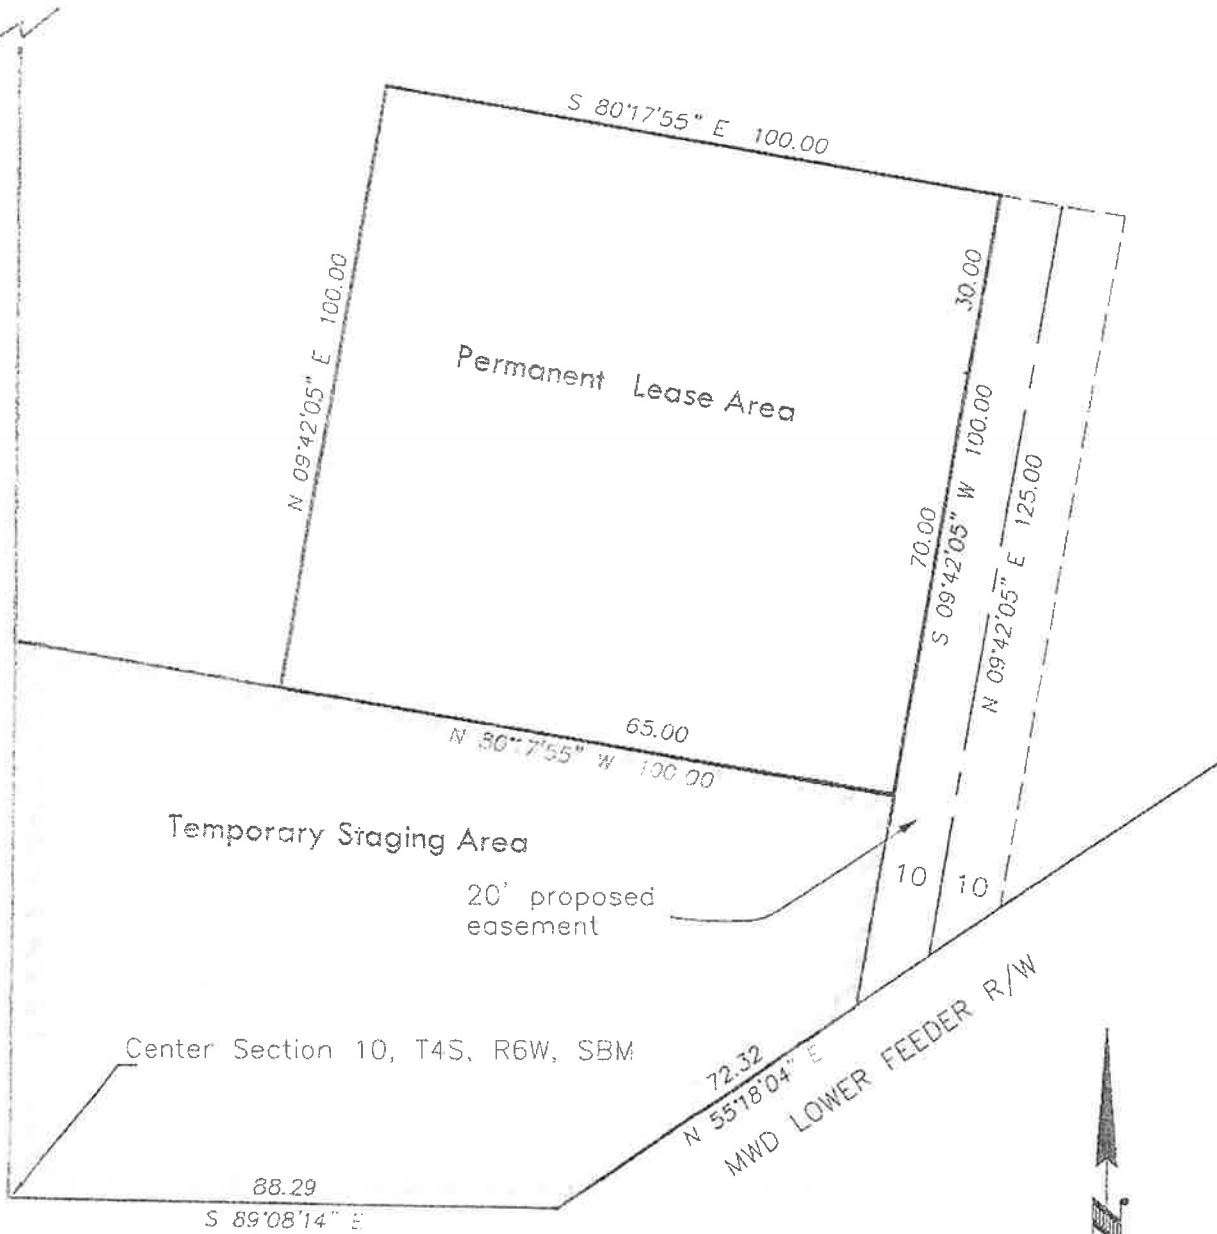 S 80°17'55" E 100.00
N 09°42'05" E 100.00
30.00
Permanent Lease Area
70.00
S 09°42'05" W 100.00
N 09°42'05" E 125.00
65.00
N 80°17'55" W 100.00
Temporary Staging Area
20' proposed
easement
10
10
Center Section 10, T4S, R6W, SBM
72.32
N 55°18'04" E
MWD LOWER FEEDER R/W
88.29
S 89°08'14" E
N